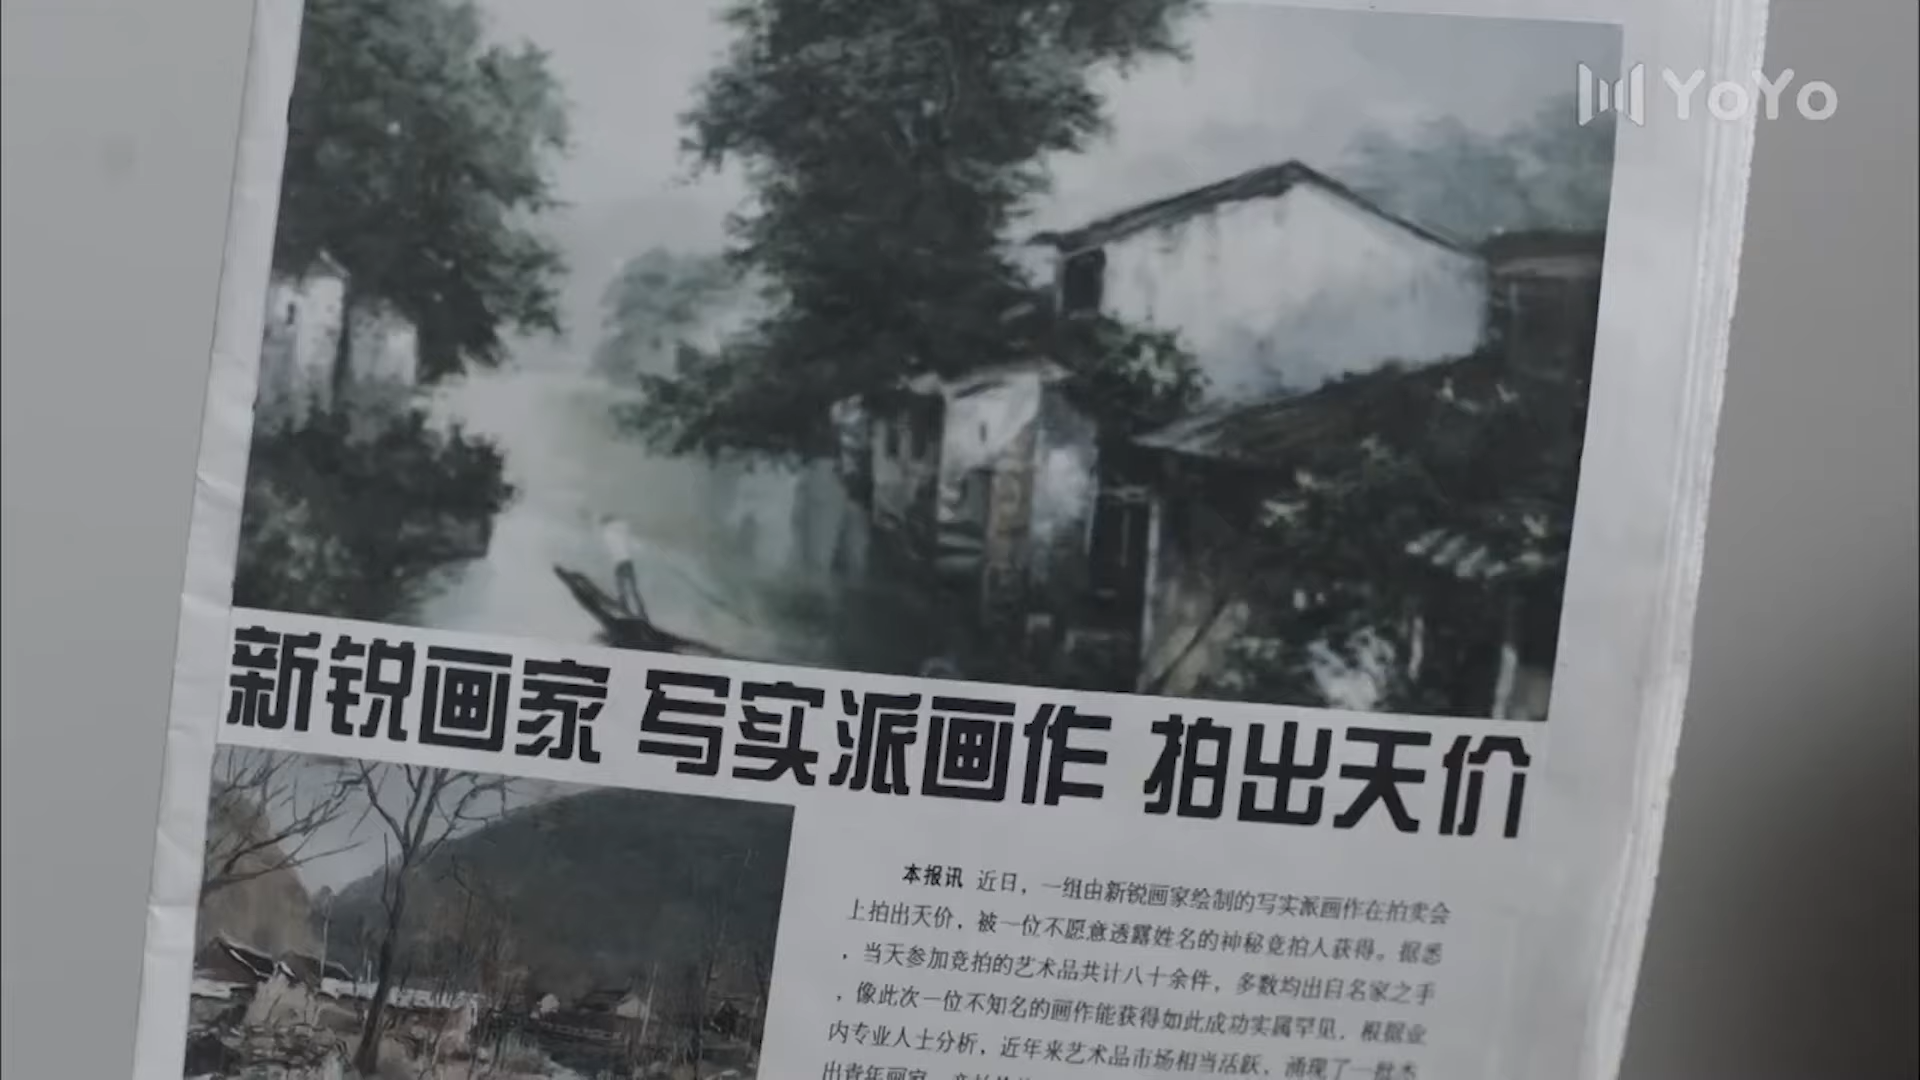 YoYo
新锐画家 写实派画作 拍出天价
本报讯 近日，一组由新锐画家绘制的写实派画作在拍卖会
上拍出天价，被一位不愿意透露姓名的神秘竞拍人获得。据悉
，当天参加竞拍的艺术品共计八十余件，多数均出自名家之手
，像此次一位不知名的画作能获得如此成功实属罕见，根据业
内专业人士分析，近年来艺术品市场相当活跃，涌现了一批杰
出青年画家